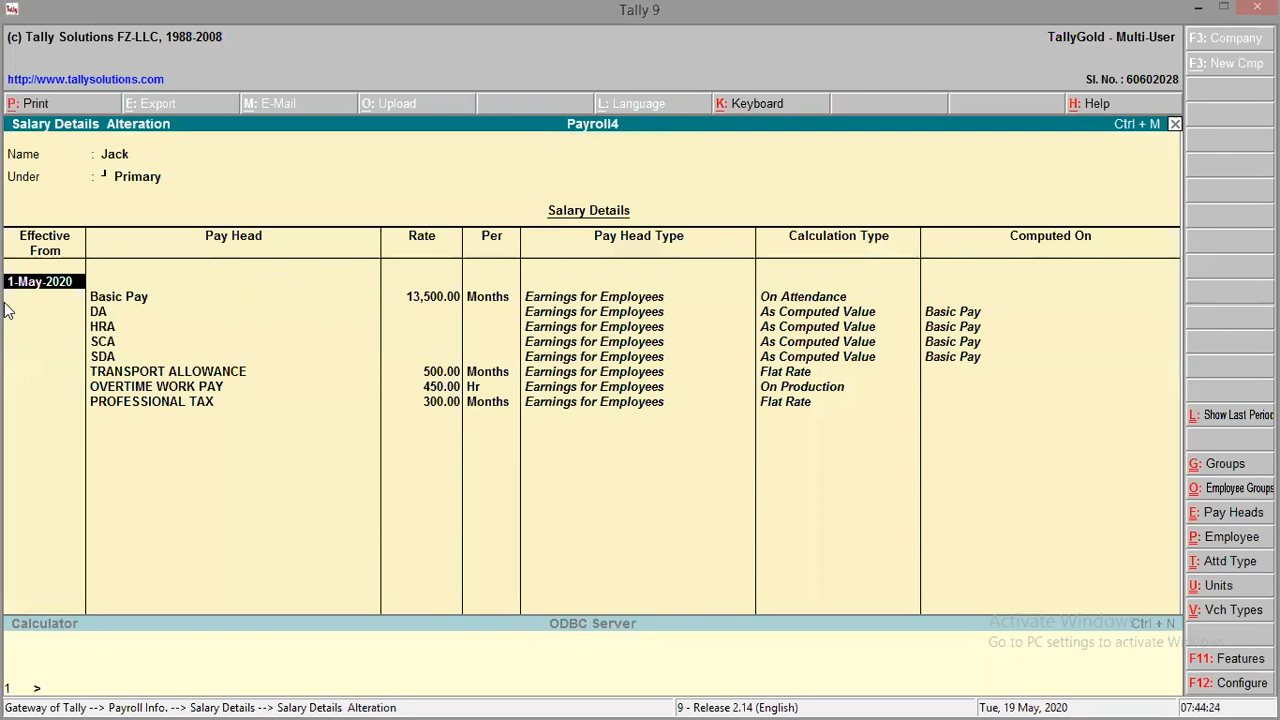 Tally
Tally 9
(c) Tally Solutions FZ-LLC, 1988-2008
TallyGold - Multi-User
http://www.tallysolutions.com
Sl. No. : 60602028
P: Print E: Export M: E-Mail O: Upload L: Language K: Keyboard H: Help
Salary Details Alteration Payroll4 Ctrl + M
Name : Jack
Under : Primary
Salary Details
Effective From Pay Head Rate Per Pay Head Type Calculation Type Computed On
1-May-2020
Basic Pay 13,500.00 Months Earnings for Employees On Attendance
DA Earnings for Employees As Computed Value Basic Pay
HRA Earnings for Employees As Computed Value Basic Pay
SCA Earnings for Employees As Computed Value Basic Pay
SDA Earnings for Employees As Computed Value Basic Pay
TRANSPORT ALLOWANCE 500.00 Months Earnings for Employees Flat Rate
OVERTIME WORK PAY 450.00 Hr Earnings for Employees On Production
PROFESSIONAL TAX 300.00 Months Earnings for Employees Flat Rate
F3: Company
F3: New Cmp
L: Show Last Period
G: Groups
O: Employee Groups
E: Pay Heads
P: Employee
T: Attd Type
U: Units
V: Vch Types
F11: Features
F12: Configure
Calculator ODBC Server Ctrl + N
Activate Windows
Go to PC settings to activate Windows.
1 >
Gateway of Tally --> Payroll Info. --> Salary Details --> Salary Details Alteration 9 - Release 2.14 (English) Tue, 19 May, 2020 07:44:24